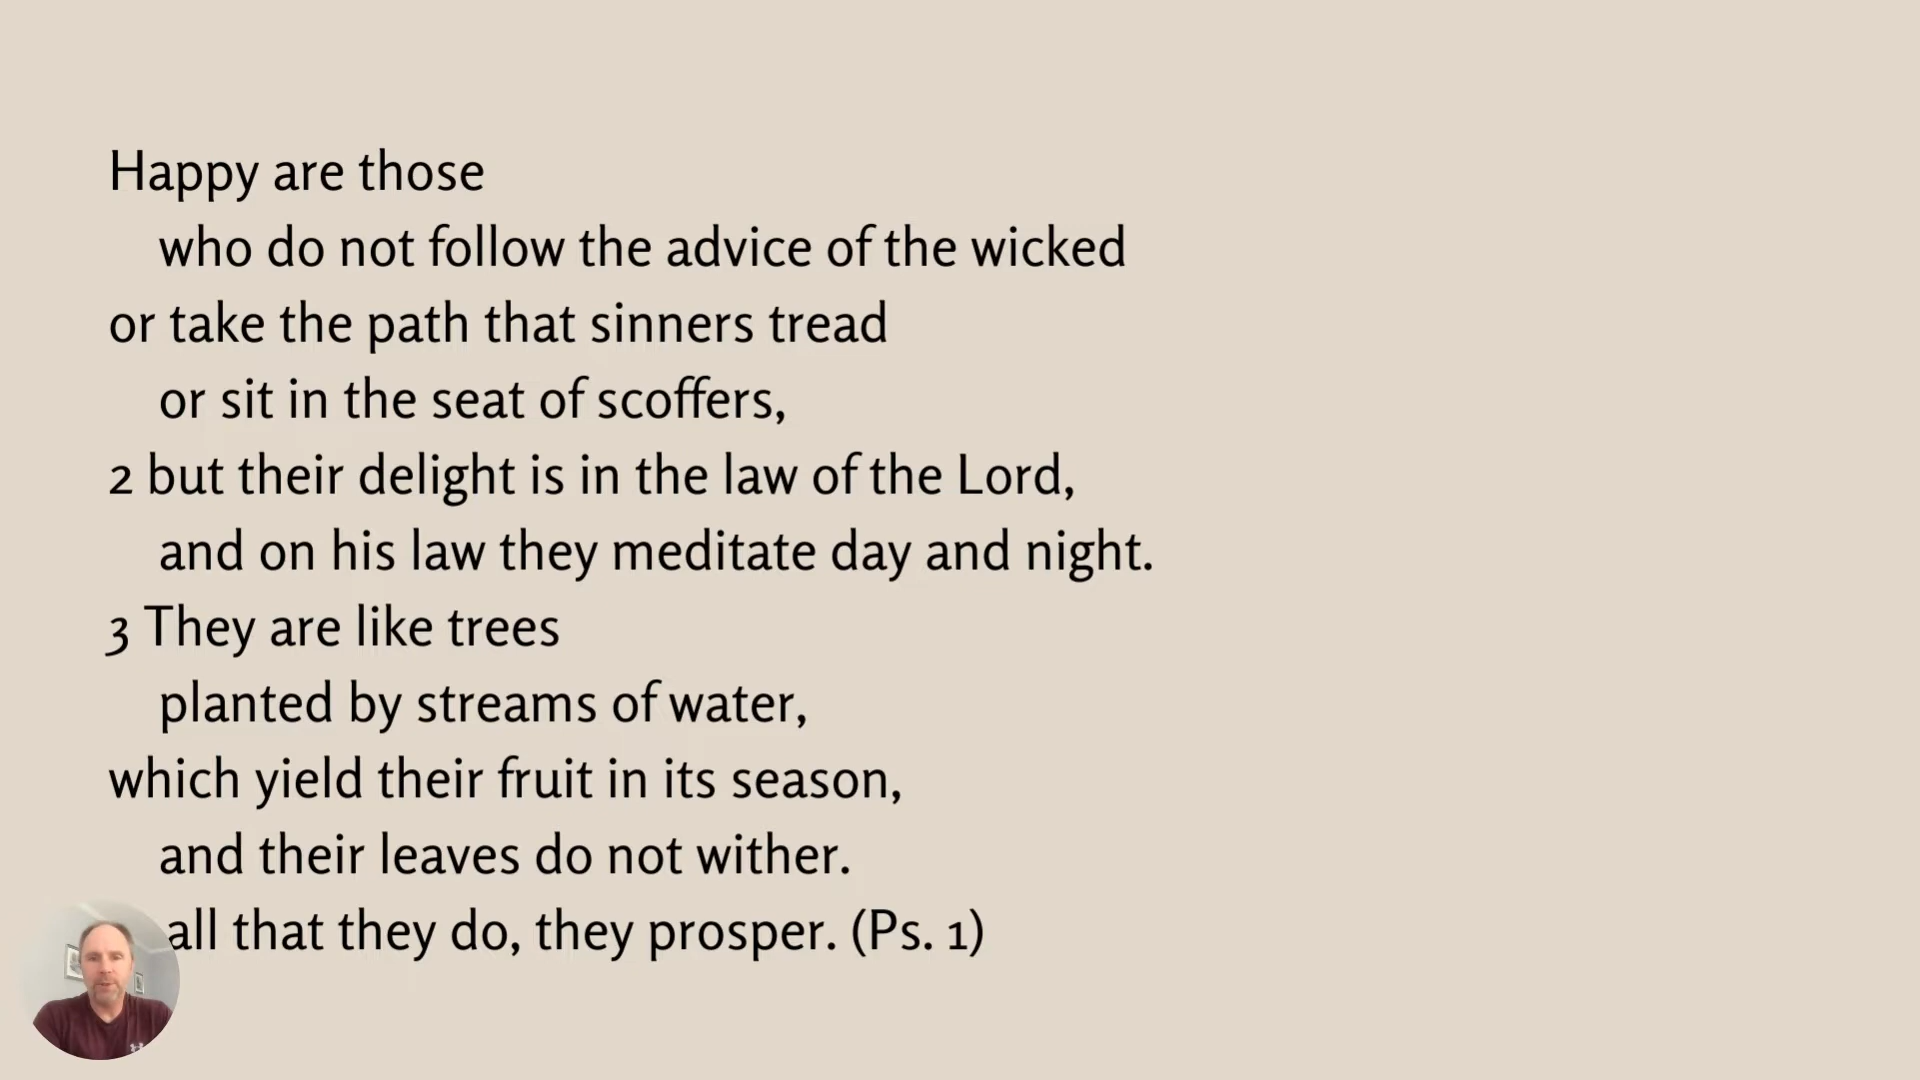 Happy are those
who do not follow the advice of the wicked
or take the path that sinners tread
or sit in the seat of scoffers,
2 but their delight is in the law of the Lord,
and on his law they meditate day and night.
3 They are like trees
planted by streams of water,
which yield their fruit in its season,
and their leaves do not wither.
all that they do, they prosper. (Ps. 1)